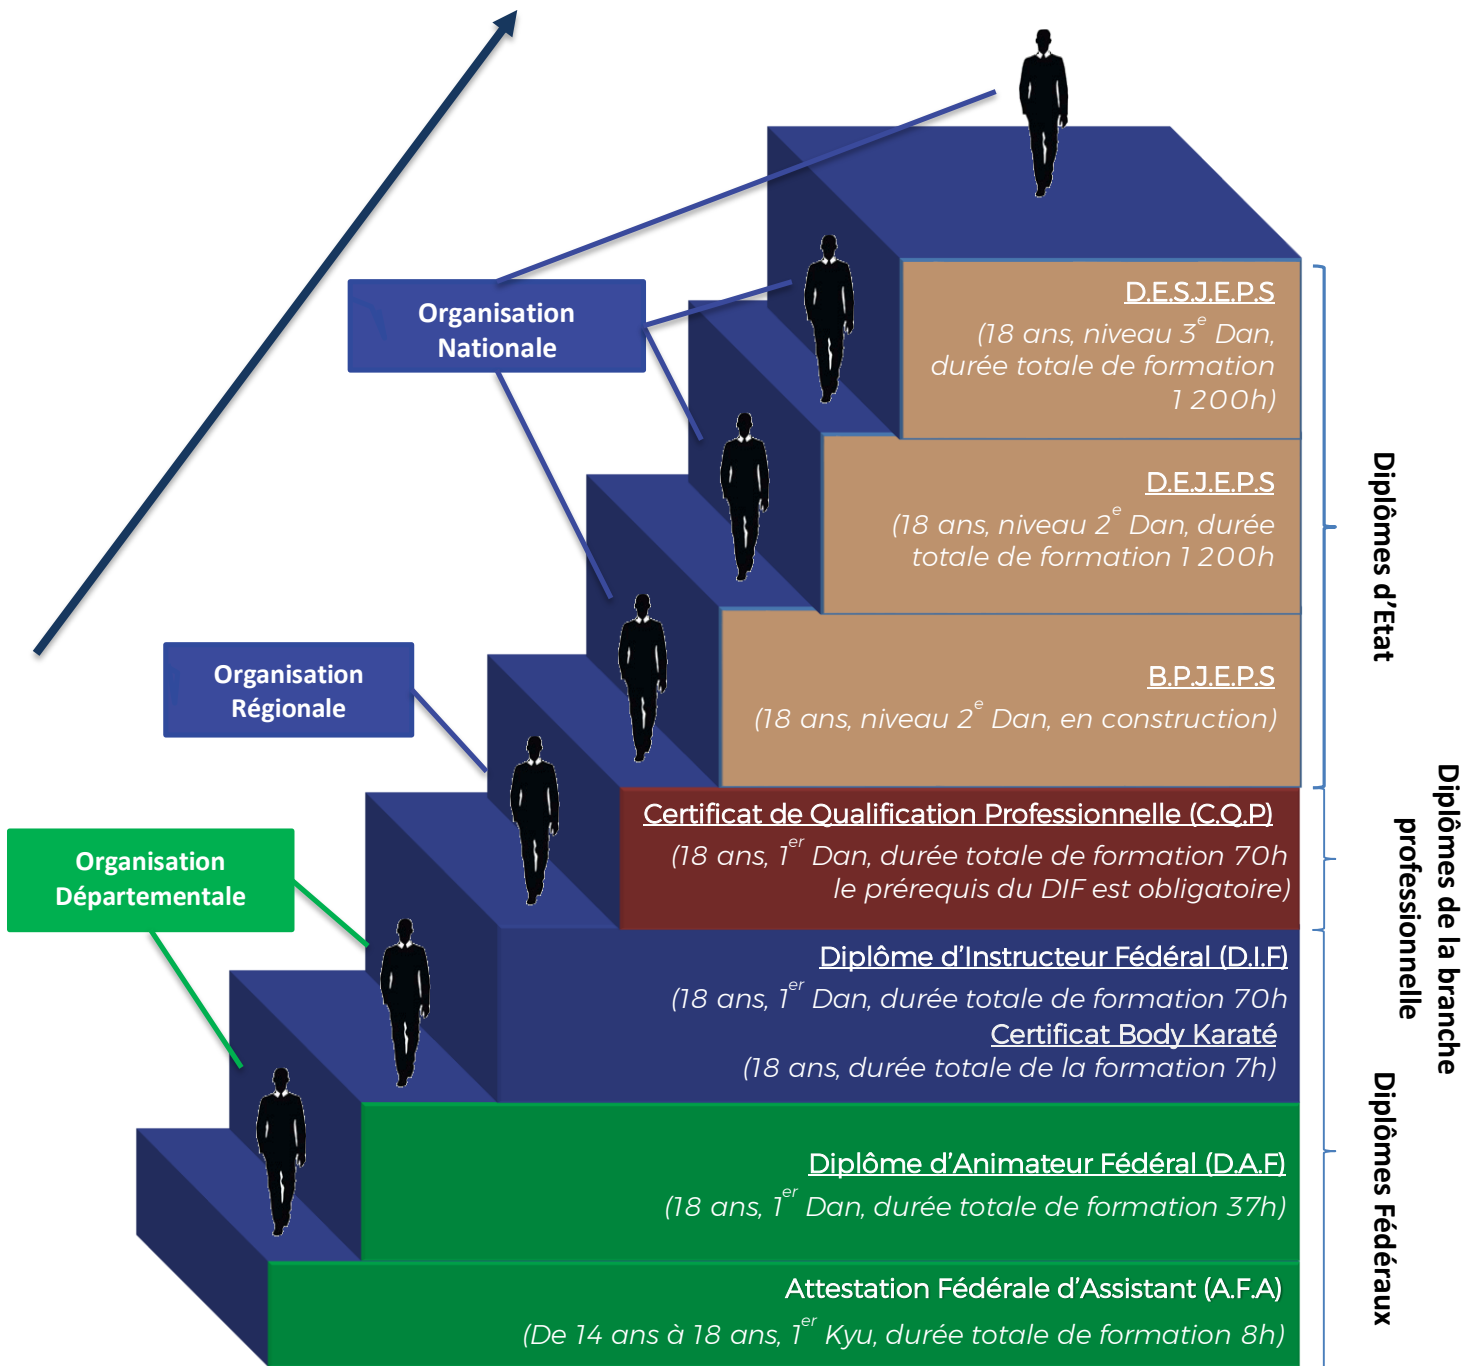 Organisation
Nationale
Organisation
Régionale
Organisation
Départementale
D.E.S.J.E.P.S
(18 ans, niveau 3e Dan,
durée totale de formation
1 200h)
D.E.J.E.P.S
(18 ans, niveau 2e Dan, durée
totale de formation 1 200h
B.P.J.E.P.S
(18 ans, niveau 2e Dan, en construction)
Certificat de Qualification Professionnelle (C.Q.P)
(18 ans, 1er Dan, durée totale de formation 70h
le prérequis du DIF est obligatoire)
Diplôme d’Instructeur Fédéral (D.I.F)
(18 ans, 1er Dan, durée totale de formation 70h
Certificat Body Karaté
(18 ans, durée totale de la formation 7h)
Diplôme d’Animateur Fédéral (D.A.F)
(18 ans, 1er Dan, durée totale de formation 37h)
Attestation Fédérale d’Assistant (A.F.A)
(De 14 ans à 18 ans, 1er Kyu, durée totale de formation 8h)
Diplômes d’Etat
Diplômes de la branche
professionnelle
Diplômes Fédéraux